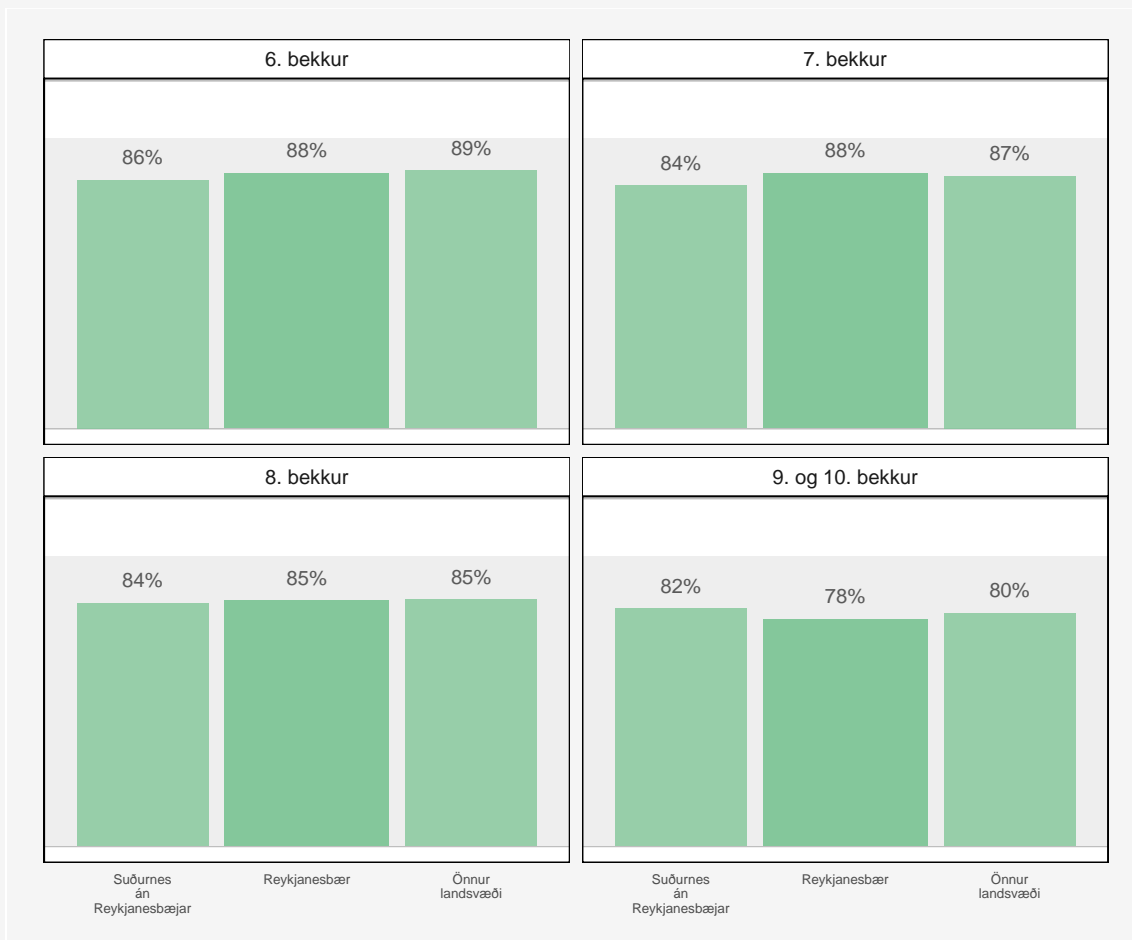 6. bekkur
86%
88%
89%
7. bekkur
84%
88%
87%
8. bekkur
84%
85%
85%
9. og 10. bekkur
82%
78%
80%
Suðurnes
án
Reykjanesbæjar
Reykjanesbær
Önnur
landsvæði
Suðurnes
án
Reykjanesbæjar
Reykjanesbær
Önnur
landsvæði